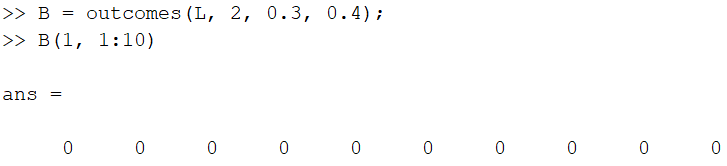 >> B = outcomes(L, 2, 0.3, 0.4);
>> B(1, 1:10)
ans =
0 0 0 0 0 0 0 0 0 0